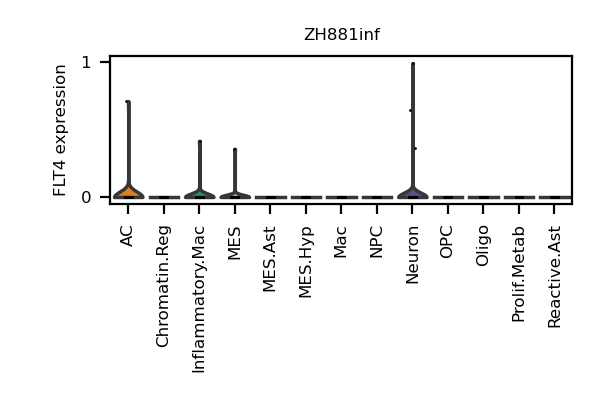 ZH881inf
FLT4 expression
1
0
AC
Chromatin.Reg
Inflammatory.Mac
MES
MES.Ast
MES.Hyp
Mac
NPC
Neuron
OPC
Oligo
Prolif.Metab
Reactive.Ast